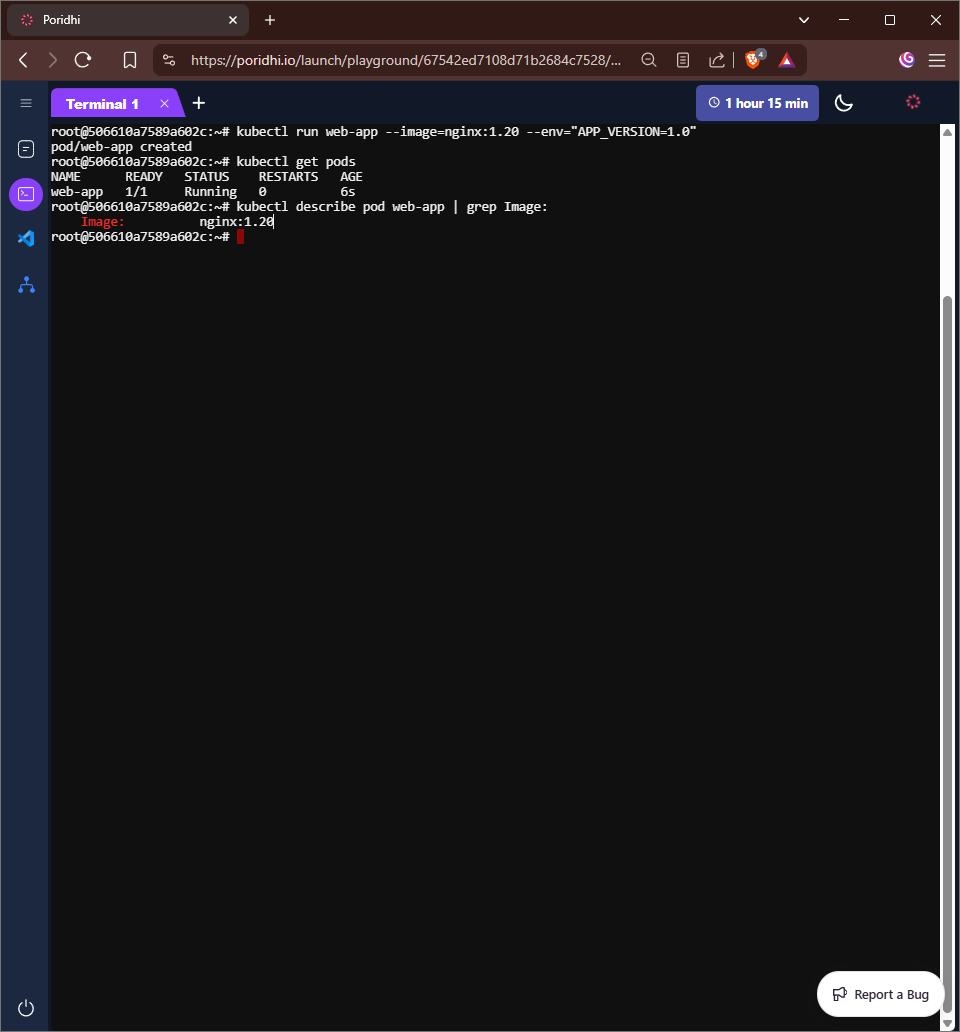 Poridhi
https://poridhi.io/launch/playground/67542ed7108d71b2684c7528/...
4
Terminal 1
1 hour 15 min
root@506610a7589a602c:~# kubectl run web-app --image=nginx:1.20 --env="APP_VERSION=1.0"
pod/web-app created
root@506610a7589a602c:~# kubectl get pods
NAME      READY   STATUS    RESTARTS   AGE
web-app   1/1     Running   0          6s
root@506610a7589a602c:~# kubectl describe pod web-app | grep Image:
    Image:          nginx:1.20
root@506610a7589a602c:~#
Report a Bug